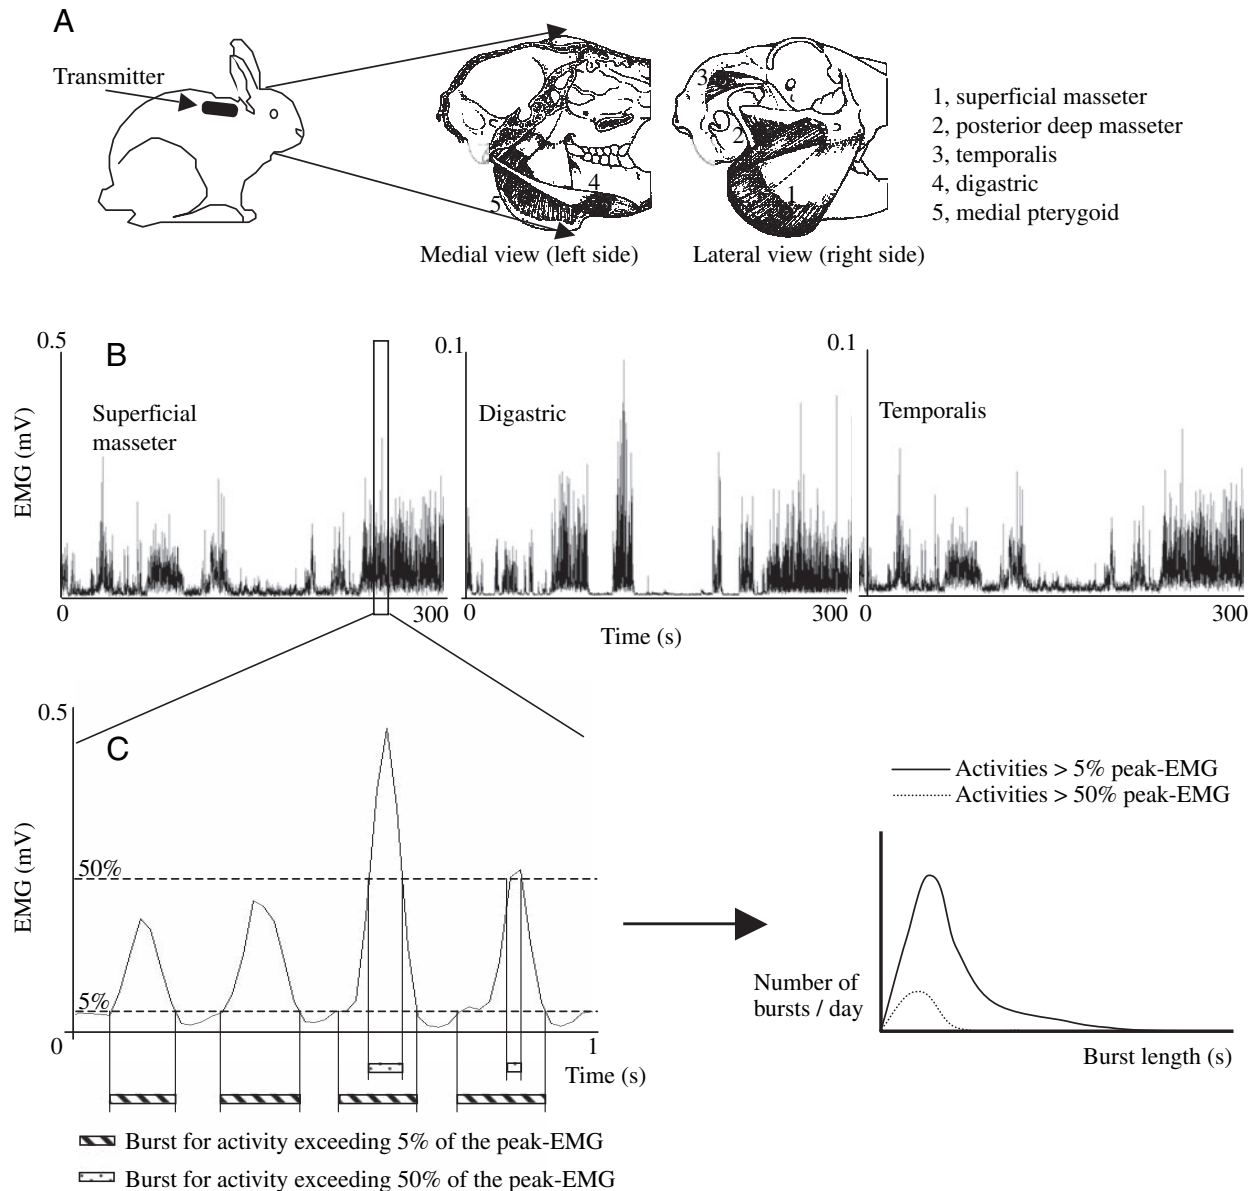 A
Transmitter
3
2
4
1
5
1, superficial masseter
2, posterior deep masseter
3, temporalis
4, digastric
5, medial pterygoid
Medial view (left side)
Lateral view (right side)
0.5
B
0.1
0.1
Superficial
masseter
Digastric
Temporalis
EMG (mV)
0
300
0
300
0
300
Time (s)
0.5
C
EMG (mV)
50%
5%
0
1
Time (s)
Burst for activity exceeding 5% of the peak-EMG
Burst for activity exceeding 50% of the peak-EMG
Activities > 5% peak-EMG
Activities > 50% peak-EMG
Number of
bursts / day
Burst length (s)